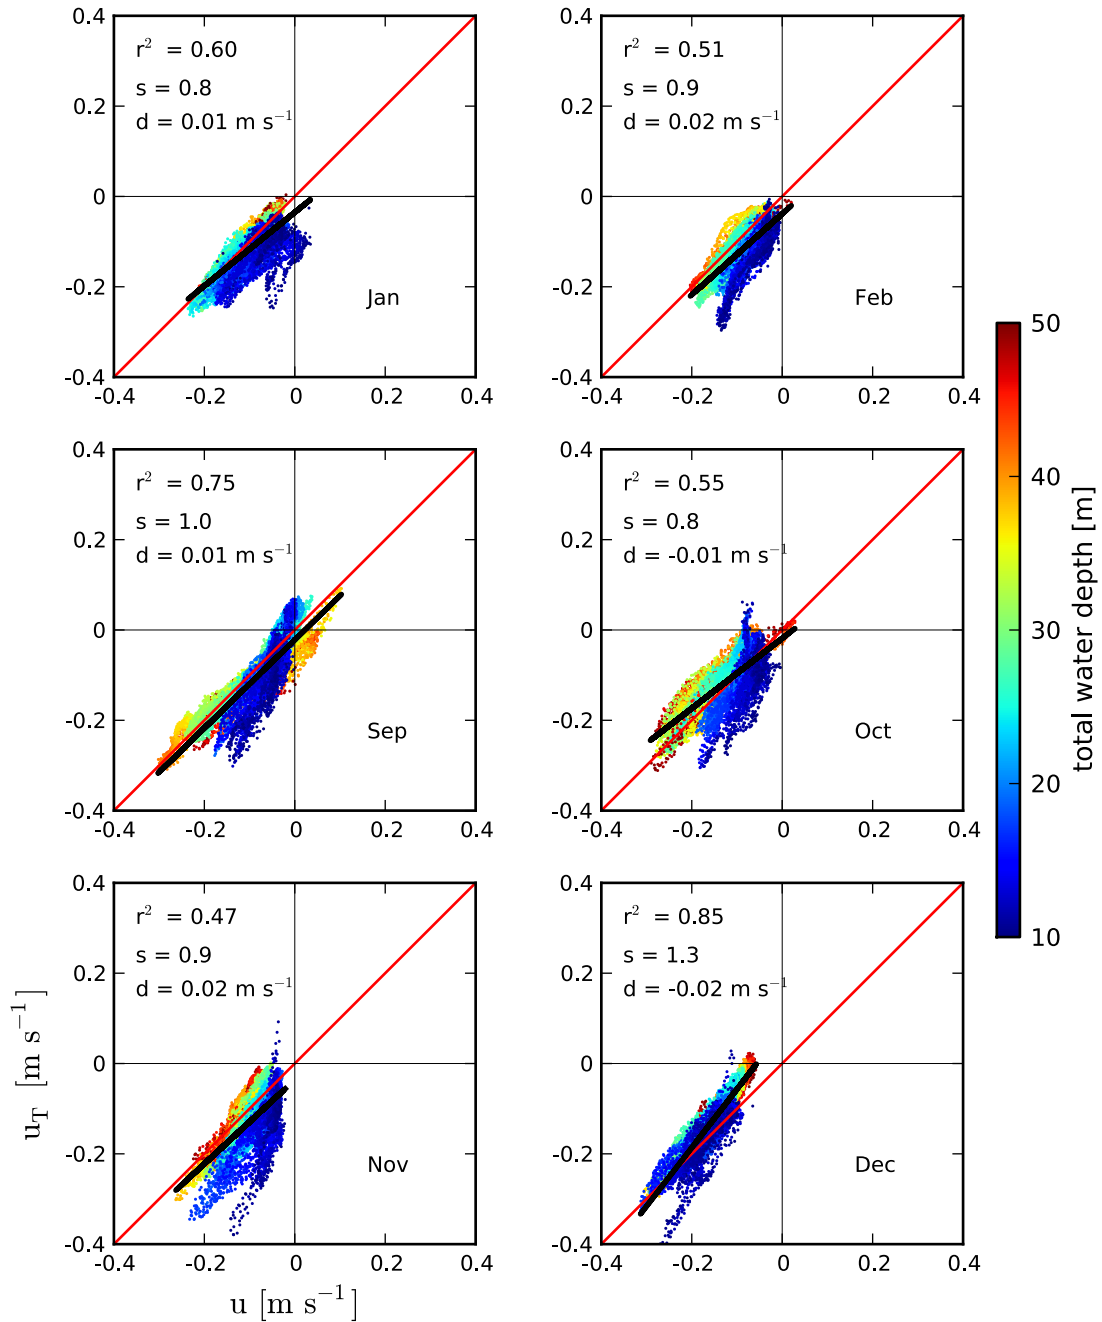 0.4
r² = 0.60
s = 0.8
d = 0.01 m s⁻¹
0.2
0
-0.2
-0.4
Jan
-0.4 -0.2 0 0.2 0.4
0.4
r² = 0.51
s = 0.9
d = 0.02 m s⁻¹
0.2
0
-0.2
-0.4
Feb
-0.4 -0.2 0 0.2 0.4
0.4
r² = 0.75
s = 1.0
d = 0.01 m s⁻¹
0.2
0
-0.2
-0.4
Sep
-0.4 -0.2 0 0.2 0.4
0.4
r² = 0.55
s = 0.8
d = -0.01 m s⁻¹
0.2
0
-0.2
-0.4
Oct
-0.4 -0.2 0 0.2 0.4
0.4
r² = 0.47
s = 0.9
d = 0.02 m s⁻¹
0.2
0
-0.2
-0.4
Nov
-0.4 -0.2 0 0.2 0.4
0.4
r² = 0.85
s = 1.3
d = -0.02 m s⁻¹
0.2
0
-0.2
-0.4
Dec
-0.4 -0.2 0 0.2 0.4
u_T [m s⁻¹]
u [m s⁻¹]
50
40
30
20
10
total water depth [m]